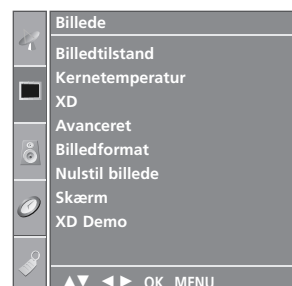 Billede
Billedtilstand
Kernetemperatur
XD
Avanceret
Billedformat
Nulstil billede
Skærm
XD Demo
▲▼ ◄► OK MENU